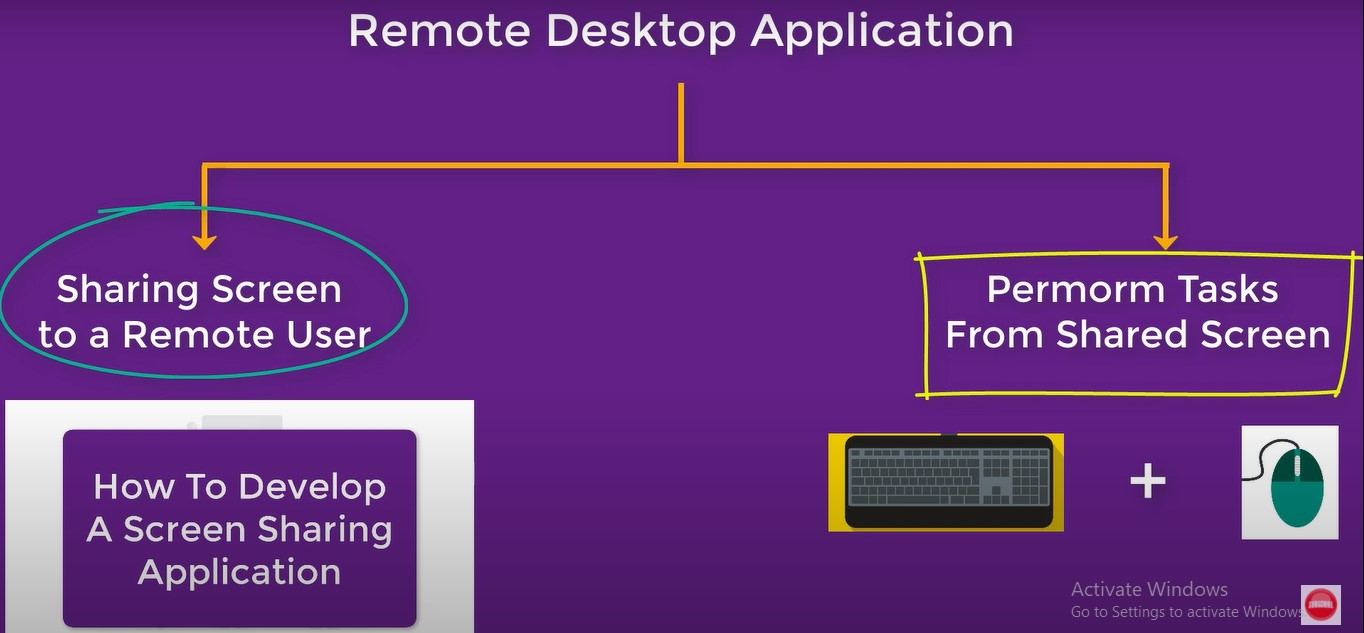 Remote Desktop Application
Sharing Screen
to a Remote User
Permorm Tasks
From Shared Screen
How To Develop
A Screen Sharing
Application
+
Activate Windows
Go to Settings to activate Windows
SUBSCRIBE